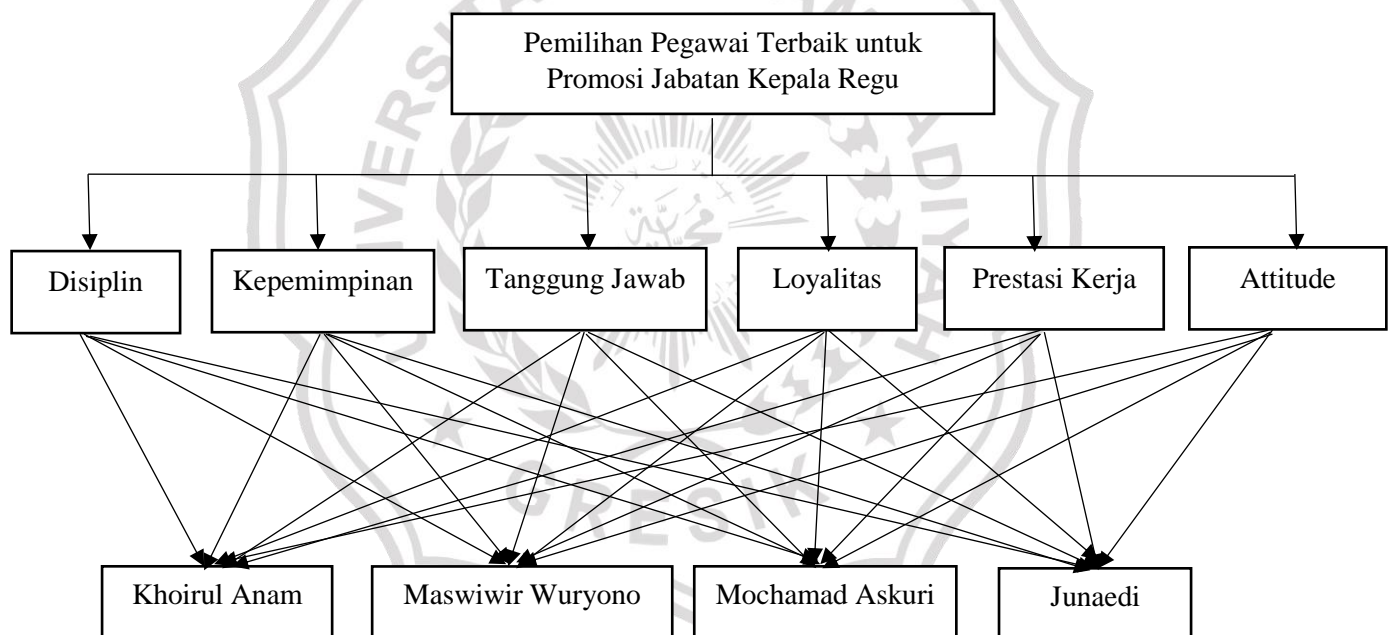 Pemilihan Pegawai Terbaik untuk
Promosi Jabatan Kepala Regu
Disiplin
Kepemimpinan
Tanggung Jawab
Loyalitas
Prestasi Kerja
Attitude
GRESIK
Khoirul Anam
Maswiwir Wuryono
Mochamad Askuri
Junaedi